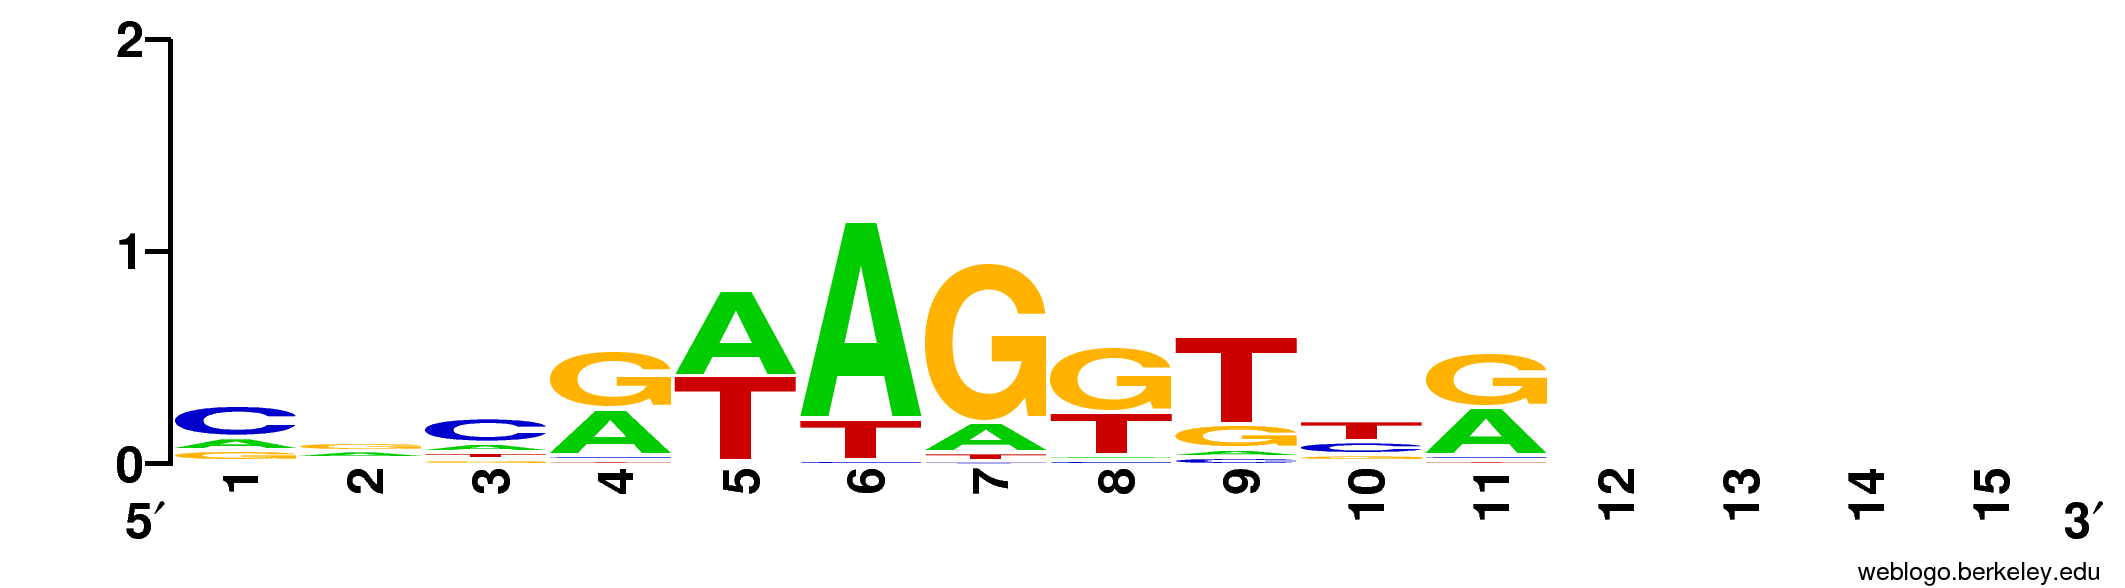 2
1
0
C A G
G A
C A T G
G A T
A T
A T C
G A T C
G T G C
T G A C
T C G
G A T
1 2 3 4 5 6 7 8 9 10 11 12 13 14 15
5′ 3′
weblogo.berkeley.edu